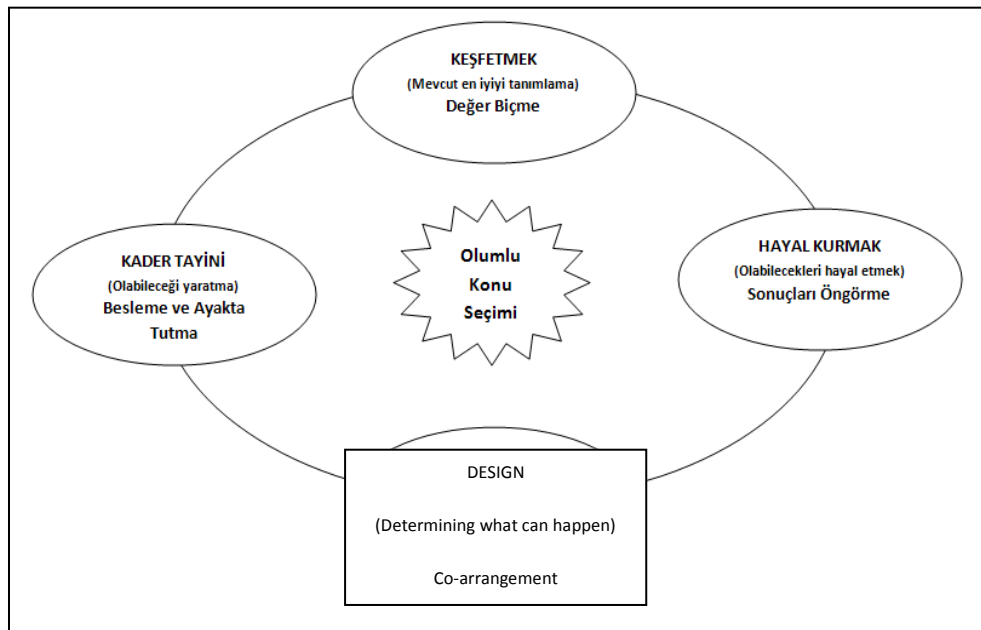 KEŞFETMEK
(Mevcut en iyiyi tanımlama)
Değer Biçme
KADER TAYİNİ
(Olabileceği yaratma)
Besleme ve Ayakta
Tutma
Olumlu
Konu
Seçimi
HAYAL KURMAK
(Olabilecekleri hayal etmek)
Sonuçları Öngörme
DESIGN
(Determining what can happen)
Co-arrangement